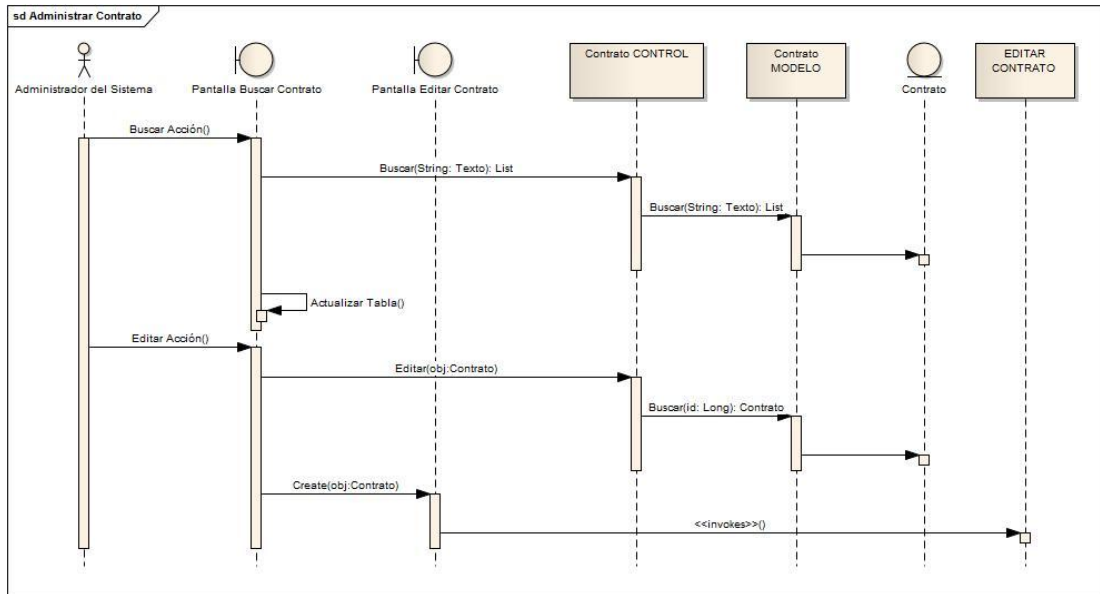 sd Administrar Contrato
Administrador del Sistema
Pantalla Buscar Contrato
Pantalla Editar Contrato
Contrato CONTROL
Contrato
MODELO
Contrato
EDITAR
CONTRATO
Buscar Acción()
Buscar(String: Texto): List
Buscar(String: Texto): List
Actualizar Tabla()
Editar Acción()
Editar(obj:Contrato)
Buscar(id: Long): Contrato
Create(obj:Contrato)
<<invokes>>()